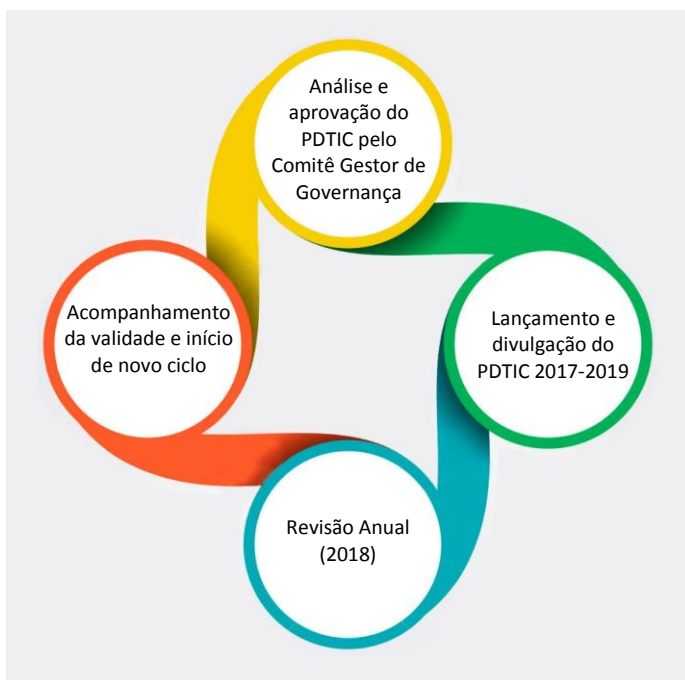 Análise e
aprovação do
PDTIC pelo
Comitê Gestor de
Governança
Lançamento e
divulgação do
PDTIC 2017-2019
Revisão Anual
(2018)
Acompanhamento
da validade e início
de novo ciclo